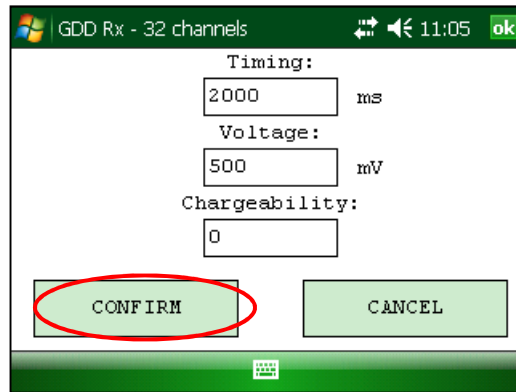 GDD Rx - 32 channels 11:05 ok
Timing:
2000 ms
Voltage:
500 mV
Chargeability:
0
CONFIRM CANCEL